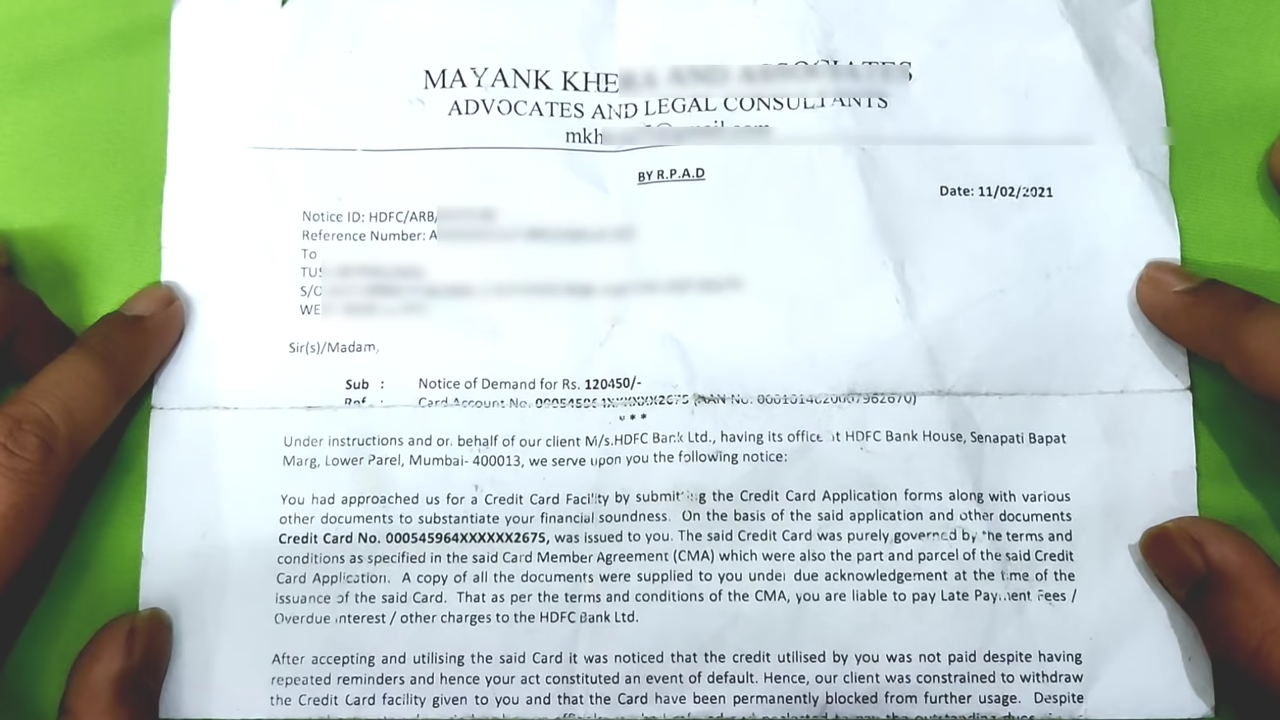 MAYANK KHE
ADVOCATES AND LEGAL CONSULTANTS
mkh
BY R.P.A.D
Date: 11/02/2021
Notice ID: HDFC/ARB/
Reference Number: A
To
TUS
S/O
WE
Sir(s)/Madam,
Sub : Notice of Demand for Rs. 120450/-
Ref. : Card Account No.
***
Under instructions and on behalf of our client M/s.HDFC Bank Ltd., having its office at HDFC Bank House, Senapati Bapat
Marg, Lower Parel, Mumbai- 400013, we serve upon you the following notice:
You had approached us for a Credit Card Facility by submitting the Credit Card Application forms along with various
other documents to substantiate your financial soundness. On the basis of the said application and other documents
Credit Card No. 000545964XXXXXX2675, was issued to you. The said Credit Card was purely governed by the terms and
conditions as specified in the said Card Member Agreement (CMA) which were also the part and parcel of the said Credit
Card Application. A copy of all the documents were supplied to you under due acknowledgement at the time of the
issuance of the said Card. That as per the terms and conditions of the CMA, you are liable to pay Late Payment Fees /
Overdue interest / other charges to the HDFC Bank Ltd.
After accepting and utilising the said Card it was noticed that the credit utilised by you was not paid despite having
repeated reminders and hence your act constituted an event of default. Hence, our client was constrained to withdraw
the Credit Card facility given to you and that the Card have been permanently blocked from further usage. Despite